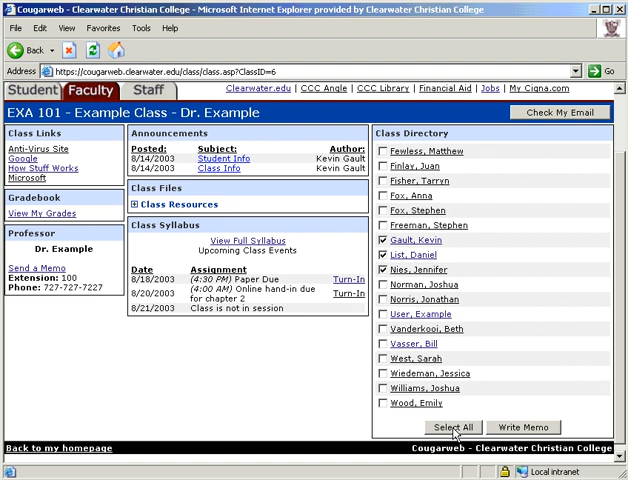 Cougarweb - Clearwater Christian College - Microsoft Internet Explorer provided by Clearwater Christian College
File Edit View Favorites Tools Help
Back
Address https://cougarweb.clearwater.edu/class/class.asp?ClassID=6 Go
Student Faculty Staff
Clearwater.edu | CCC Angle | CCC Library | Financial Aid | Jobs | My Cigna.com
EXA 101 - Example Class - Dr. Example
Check My Email
Class Links
Anti-Virus Site
Google
How Stuff Works
Microsoft
Gradebook
View My Grades
Professor
Dr. Example
Send a Memo
Extension: 100
Phone: 727-727-7227
Announcements
Posted: Subject: Author:
8/14/2003 Student Info Kevin Gault
8/14/2003 Class Info Kevin Gault
Class Files
Class Resources
Class Syllabus
View Full Syllabus
Upcoming Class Events
Date Assignment
8/18/2003 (4:30 PM) Paper Due Turn-In
8/20/2003 (4:00 AM) Online hand-in due for chapter 2 Turn-In
8/21/2003 Class is not in session
Class Directory
Fewless, Matthew
Finlay, Juan
Fisher, Tarryn
Fox, Anna
Fox, Stephen
Freeman, Stephen
Gault, Kevin
List, Daniel
Nies, Jennifer
Norman, Joshua
Norris, Jonathan
User, Example
Vanderkooi, Beth
Vasser, Bill
West, Sarah
Wiedeman, Jessica
Williams, Joshua
Wood, Emily
Select All Write Memo
Back to my homepage Cougarweb - Clearwater Christian College
Local intranet